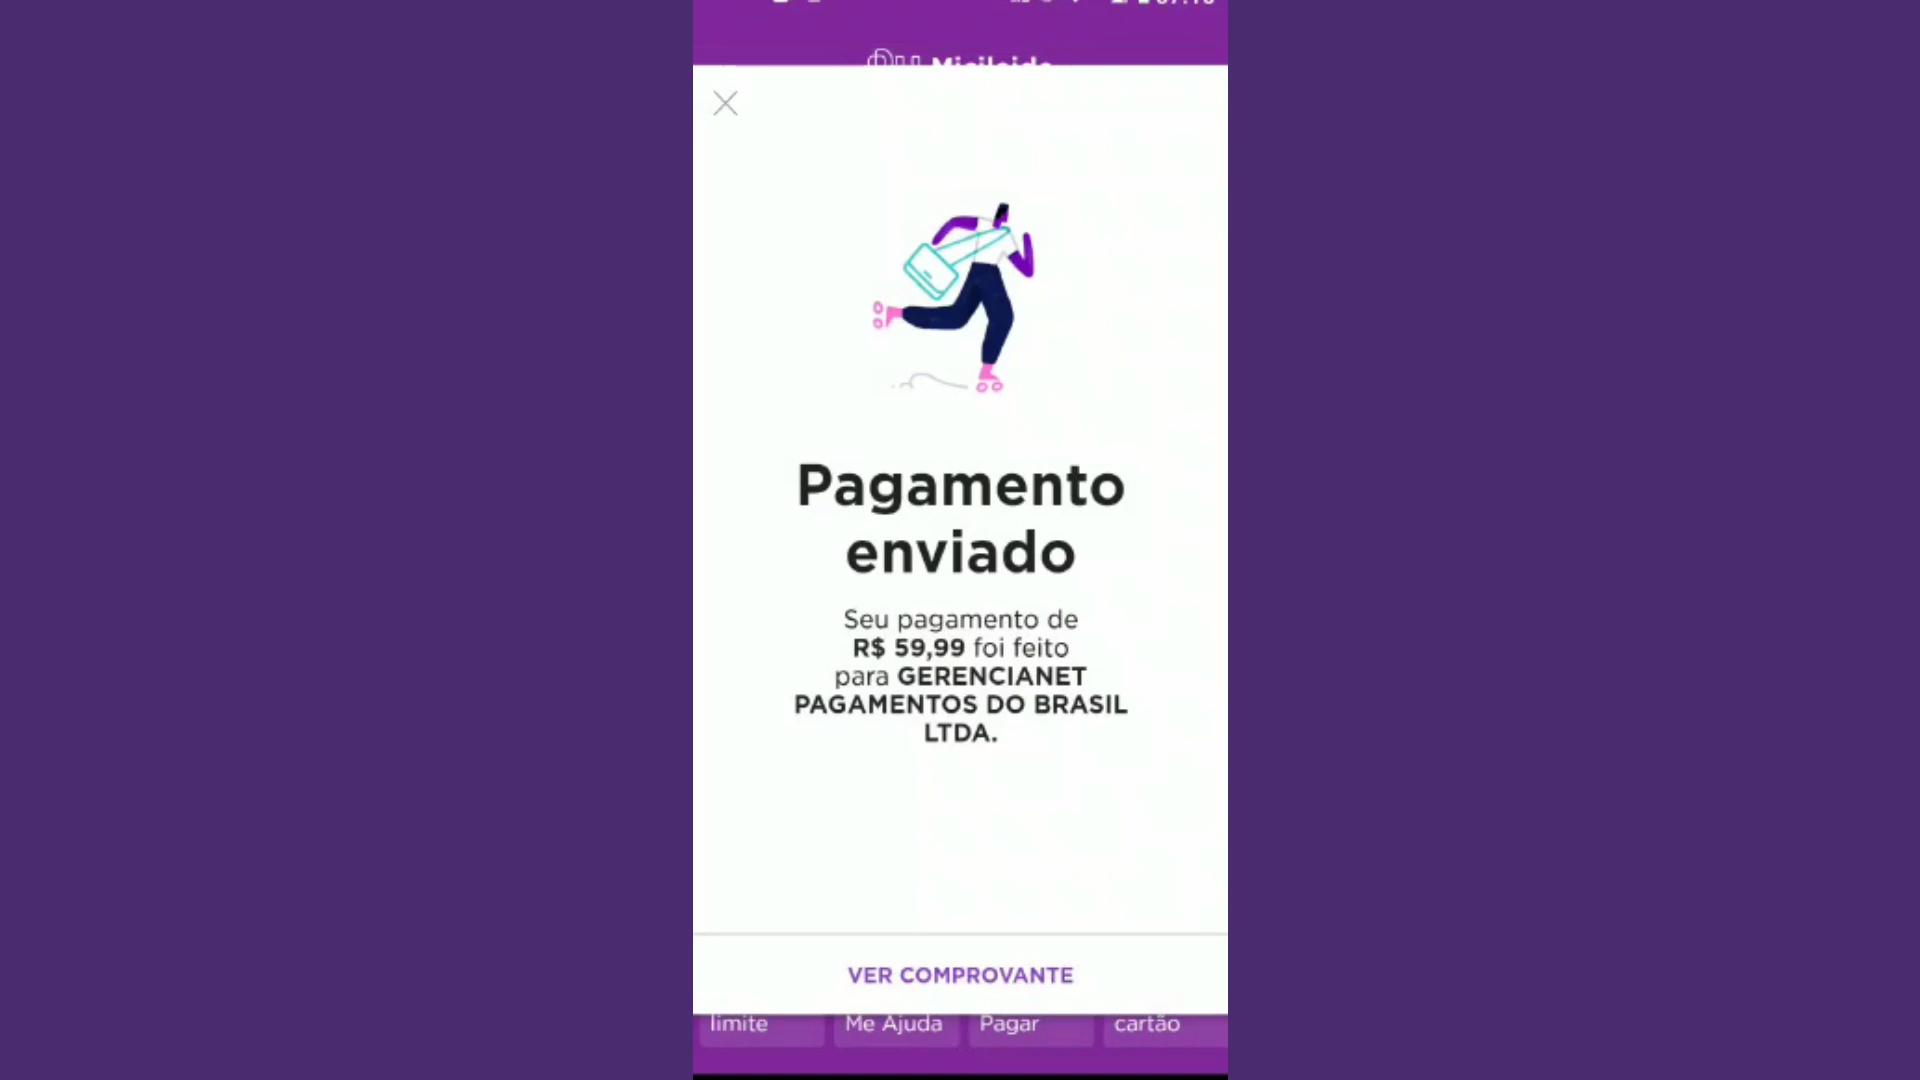 Pagamento
enviado
Seu pagamento de
R$ 59,99 foi feito
para GERENCIANET
PAGAMENTOS DO BRASIL
LTDA.
VER COMPROVANTE
limite
Me Ajuda
Pagar
cartão